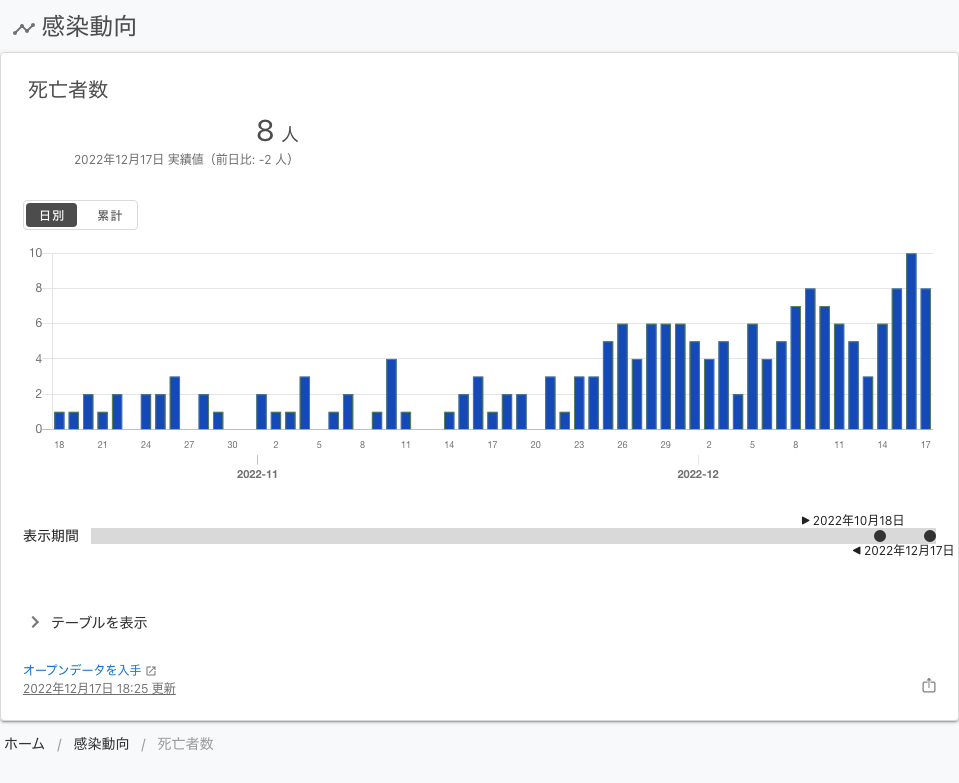 感染動向
死亡者数
8 人
2022年12月17日 実績値（前日比: -2 人）
日別 累計
10
8
6
4
2
0
18 21 24 27 30 2 5 8 11 14 17 20 23 26 29 2 5 8 11 14 17
2022-11 2022-12
2022年10月18日
表示期間
2022年12月17日
テーブルを表示
オープンデータを入手
2022年12月17日 18:25 更新
ホーム / 感染動向 / 死亡者数